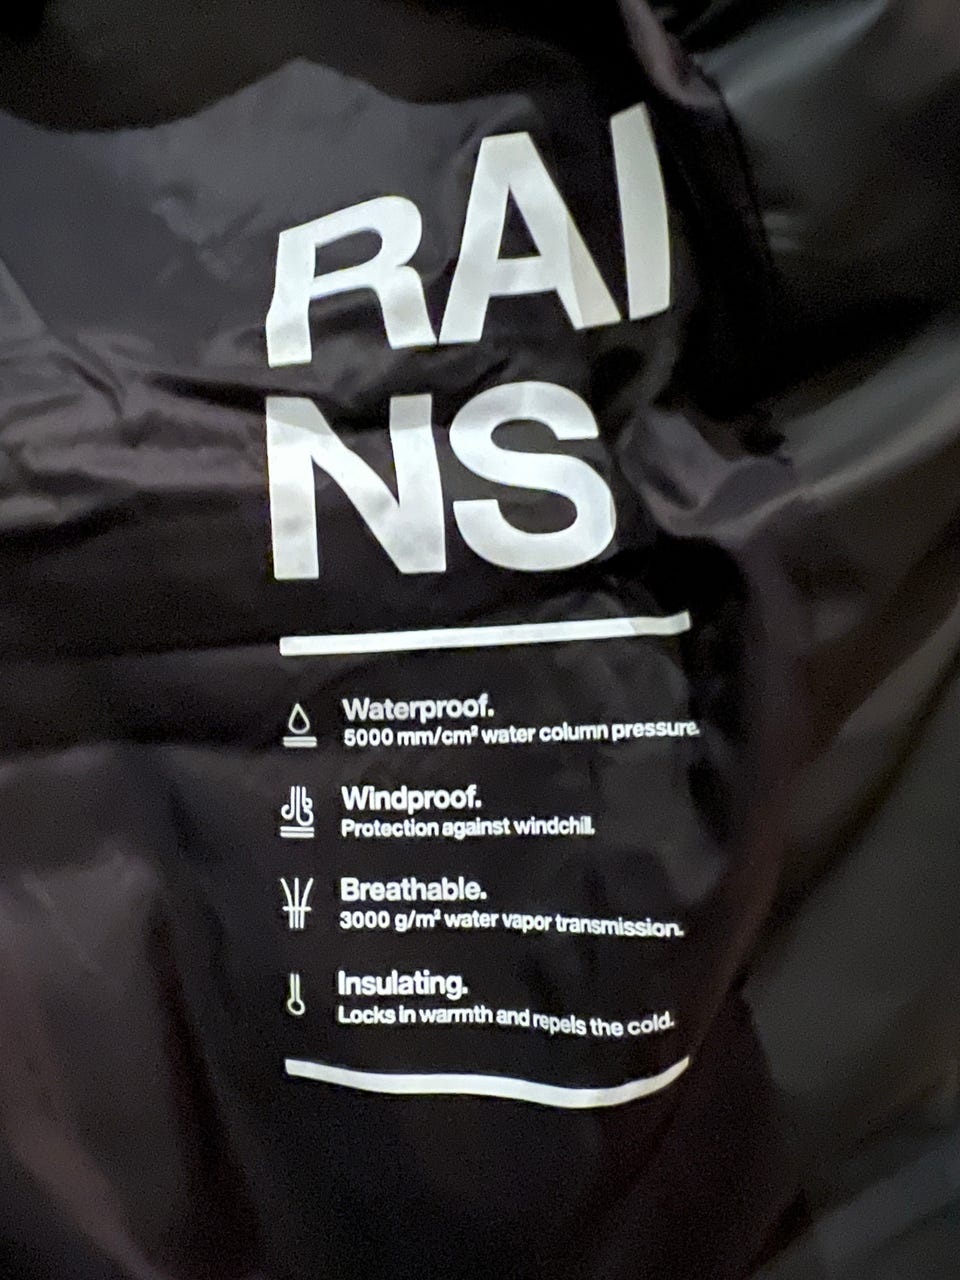 RAI
NS
Waterproof.
5000 mm/cm² water column pressure.
Windproof.
Protection against windchill.
Breathable.
3000 g/m² water vapor transmission.
Insulating.
Locks in warmth and repels the cold.